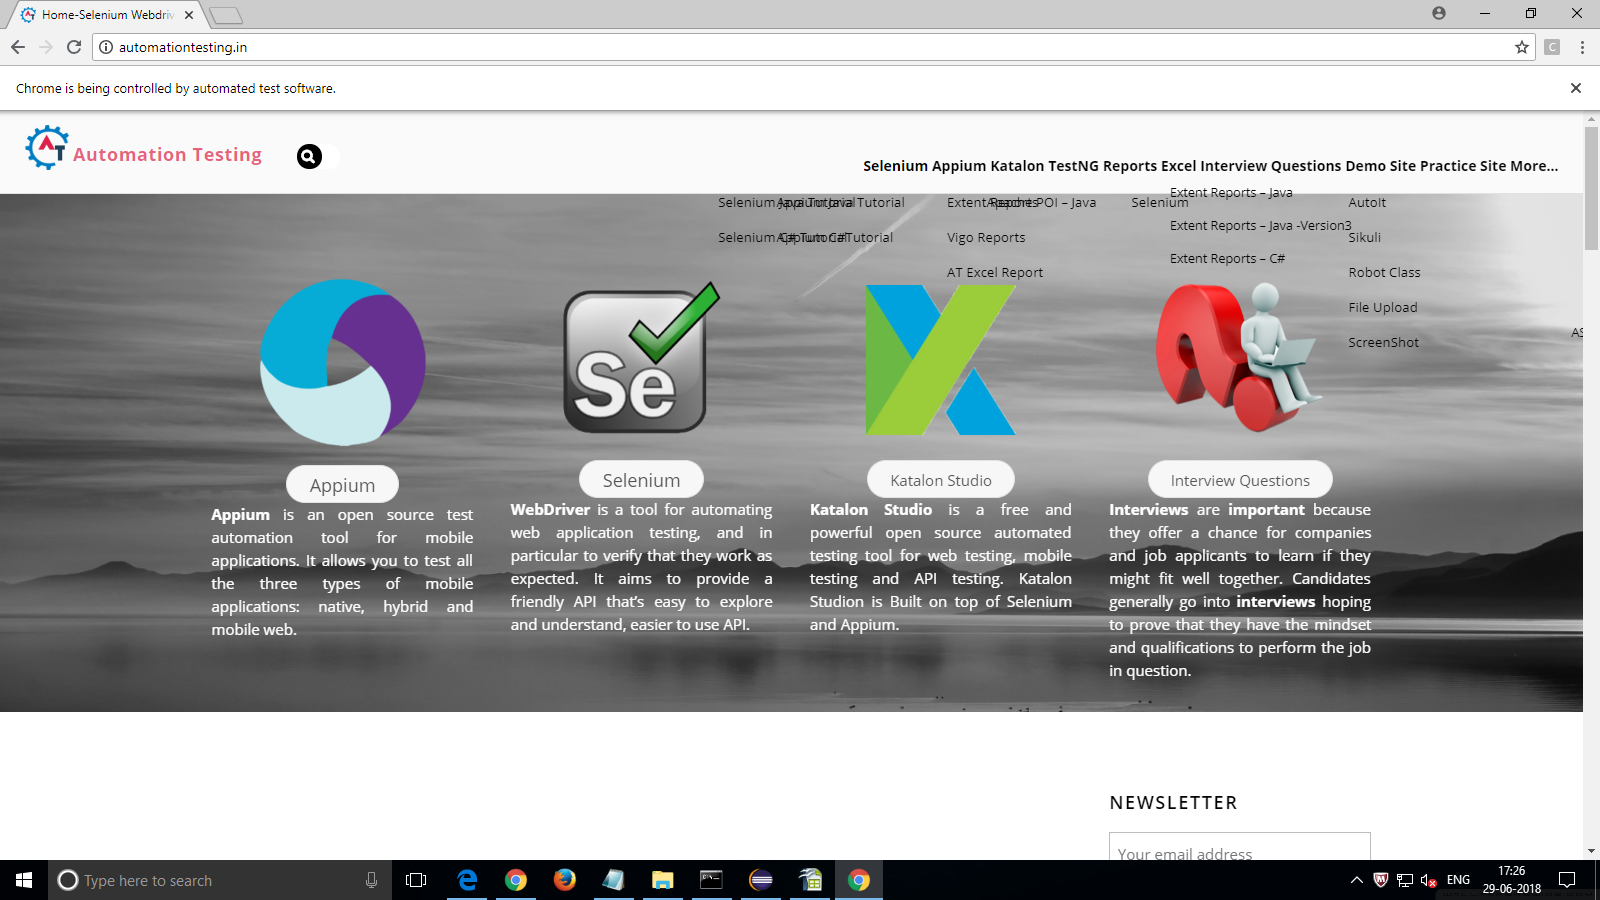 Home-Selenium Webdriv
automationtesting.in
C
Chrome is being controlled by automated test software.
AT
Automation Testing
Selenium Appium Katalon TestNG Reports Excel Interview Questions Demo Site Practice Site More...
Extent Reports – Java
Extent Reports – Java -Version3
Extent Reports – C#
Selenium Java Tutorial
Appium Java Tutorial
Selenium C# Tutorial
Appium C# Tutorial
Extent Reports
Vigo Reports
AT Excel Report
Apache POI – Java
Selenium
AutoIt
Sikuli
Robot Class
File Upload
ScreenShot
AS
Se
Appium
Appium is an open source test
automation tool for mobile
applications. It allows you to test all
the three types of mobile
applications: native, hybrid and
mobile web.
Selenium
WebDriver is a tool for automating
web application testing, and in
particular to verify that they work as
expected. It aims to provide a
friendly API that's easy to explore
and understand, easier to use API.
Katalon Studio
Katalon Studio is a free and
powerful open source automated
testing tool for web testing, mobile
testing and API testing. Katalon
Studion is Built on top of Selenium
and Appium.
Interview Questions
Interviews are important because
they offer a chance for companies
and job applicants to learn if they
might fit well together. Candidates
generally go into interviews hoping
to prove that they have the mindset
and qualifications to perform the job
in question.
NEWSLETTER
Your email address
Type here to search
ENG
17:26
29-06-2018